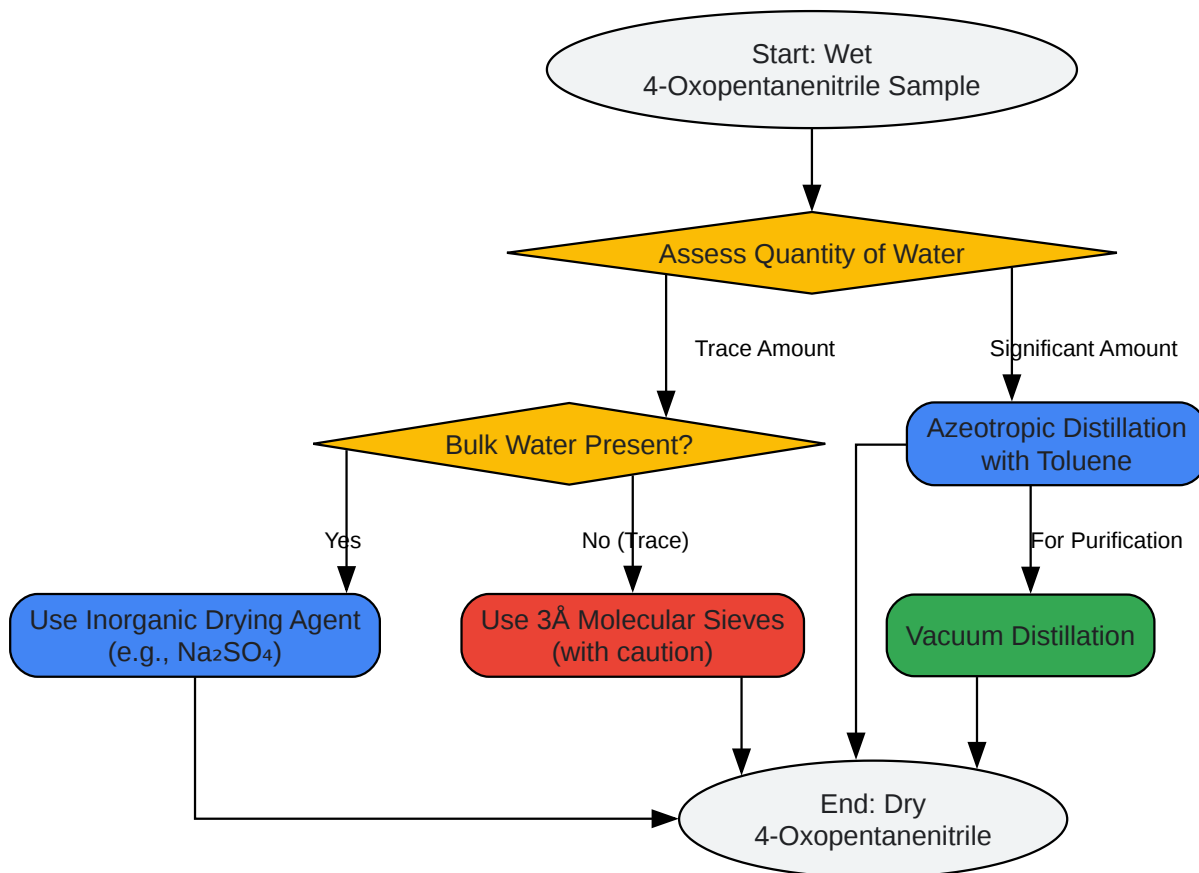 Start: Wet
4-Oxopentanenitrile Sample
Assess Quantity of Water
Trace Amount
Significant Amount
Bulk Water Present?
Azeotropic Distillation
with Toluene
Yes
No (Trace)
For Purification
Use Inorganic Drying Agent
(e.g., Na₂SO₄)
Use 3Å Molecular Sieves
(with caution)
Vacuum Distillation
End: Dry
4-Oxopentanenitrile